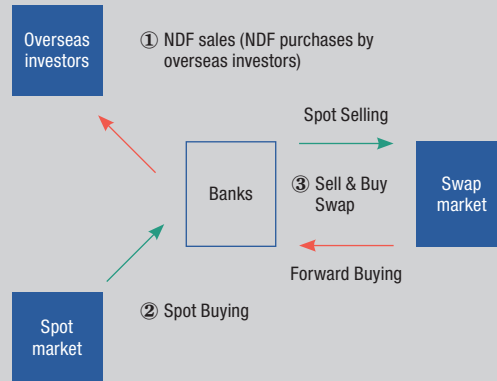 Overseas
investors
① NDF sales (NDF purchases by
overseas investors)
Spot Selling
Banks
③ Sell & Buy
Swap
Swap
market
Forward Buying
② Spot Buying
Spot
market